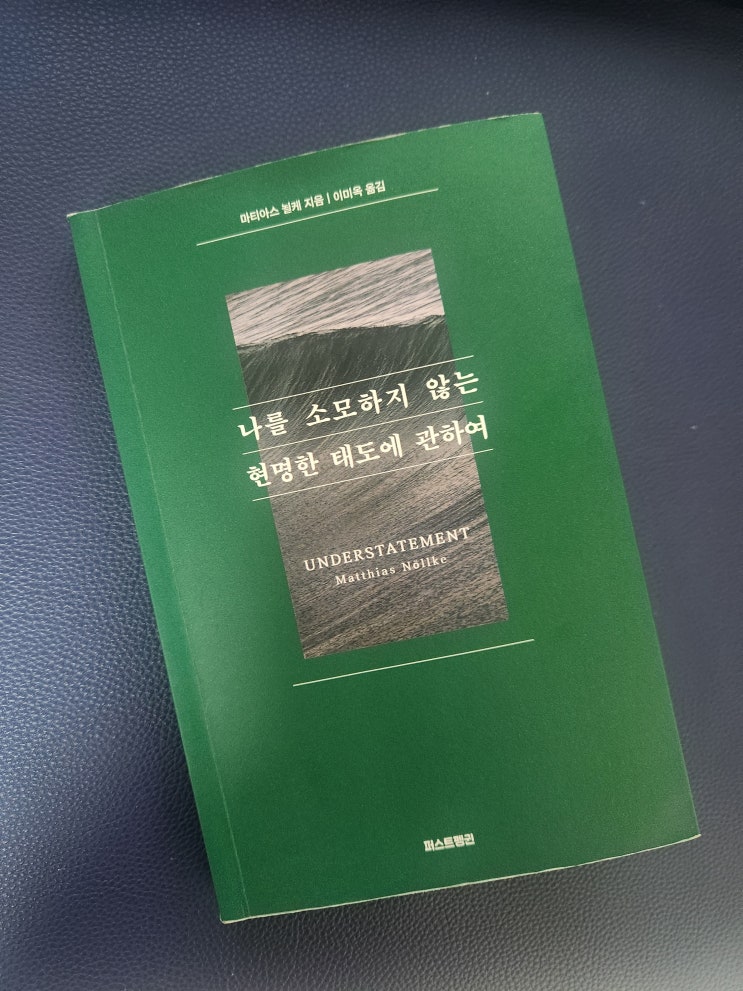 마티아스 뇔케 지음 | 이미옥 옮김
나를 소모하지 않는
현명한 태도에 관하여
UNDERSTATEMENT
Matthias Nöllke
퍼스트펭귄